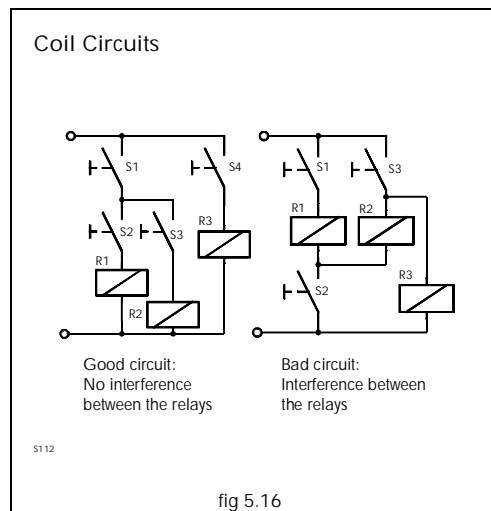 Coil Circuits
S1
S4
S2
S3
R3
R1
R2
S1
S3
R1
R2
S2
R3
Good circuit:
No interference
between the relays
Bad circuit:
Interference between
the relays
S112
fig 5.16